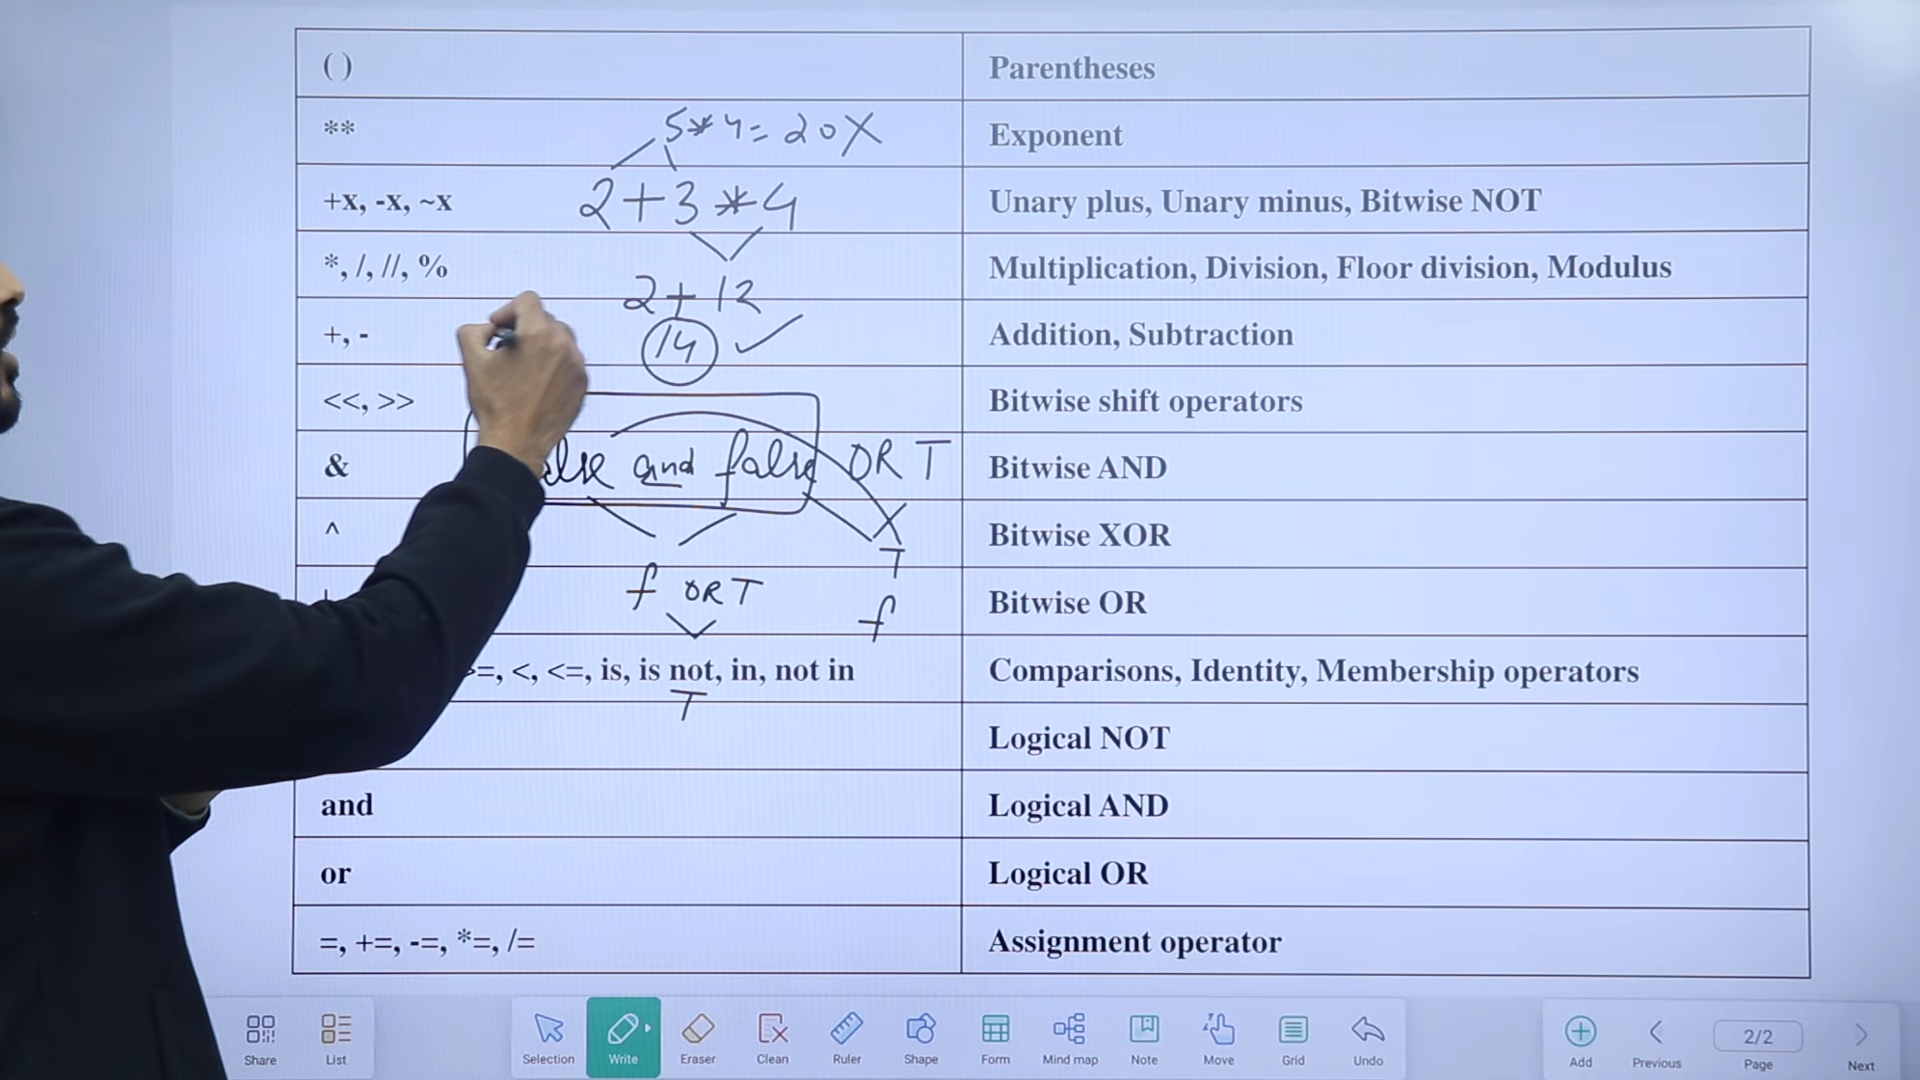 ( ) Parentheses
5*4=20X
** Exponent
+x, -x, ~x Unary plus, Unary minus, Bitwise NOT
2+3*4
*, /, //, % Multiplication, Division, Floor division, Modulus
2+12
+, - Addition, Subtraction
14 ✓
<<, >> Bitwise shift operators
& Bitwise AND
and false OR T
^ Bitwise XOR
T
Bitwise OR
f OR T
f
=, <, <=, is, is not, in, not in Comparisons, Identity, Membership operators
T
Logical NOT
and Logical AND
or Logical OR
=, +=, -=, *=, /= Assignment operator
Share List Selection Write Eraser Clean Ruler Shape Form Mind map Note Move Grid Undo Add Previous 2/2 Page Next